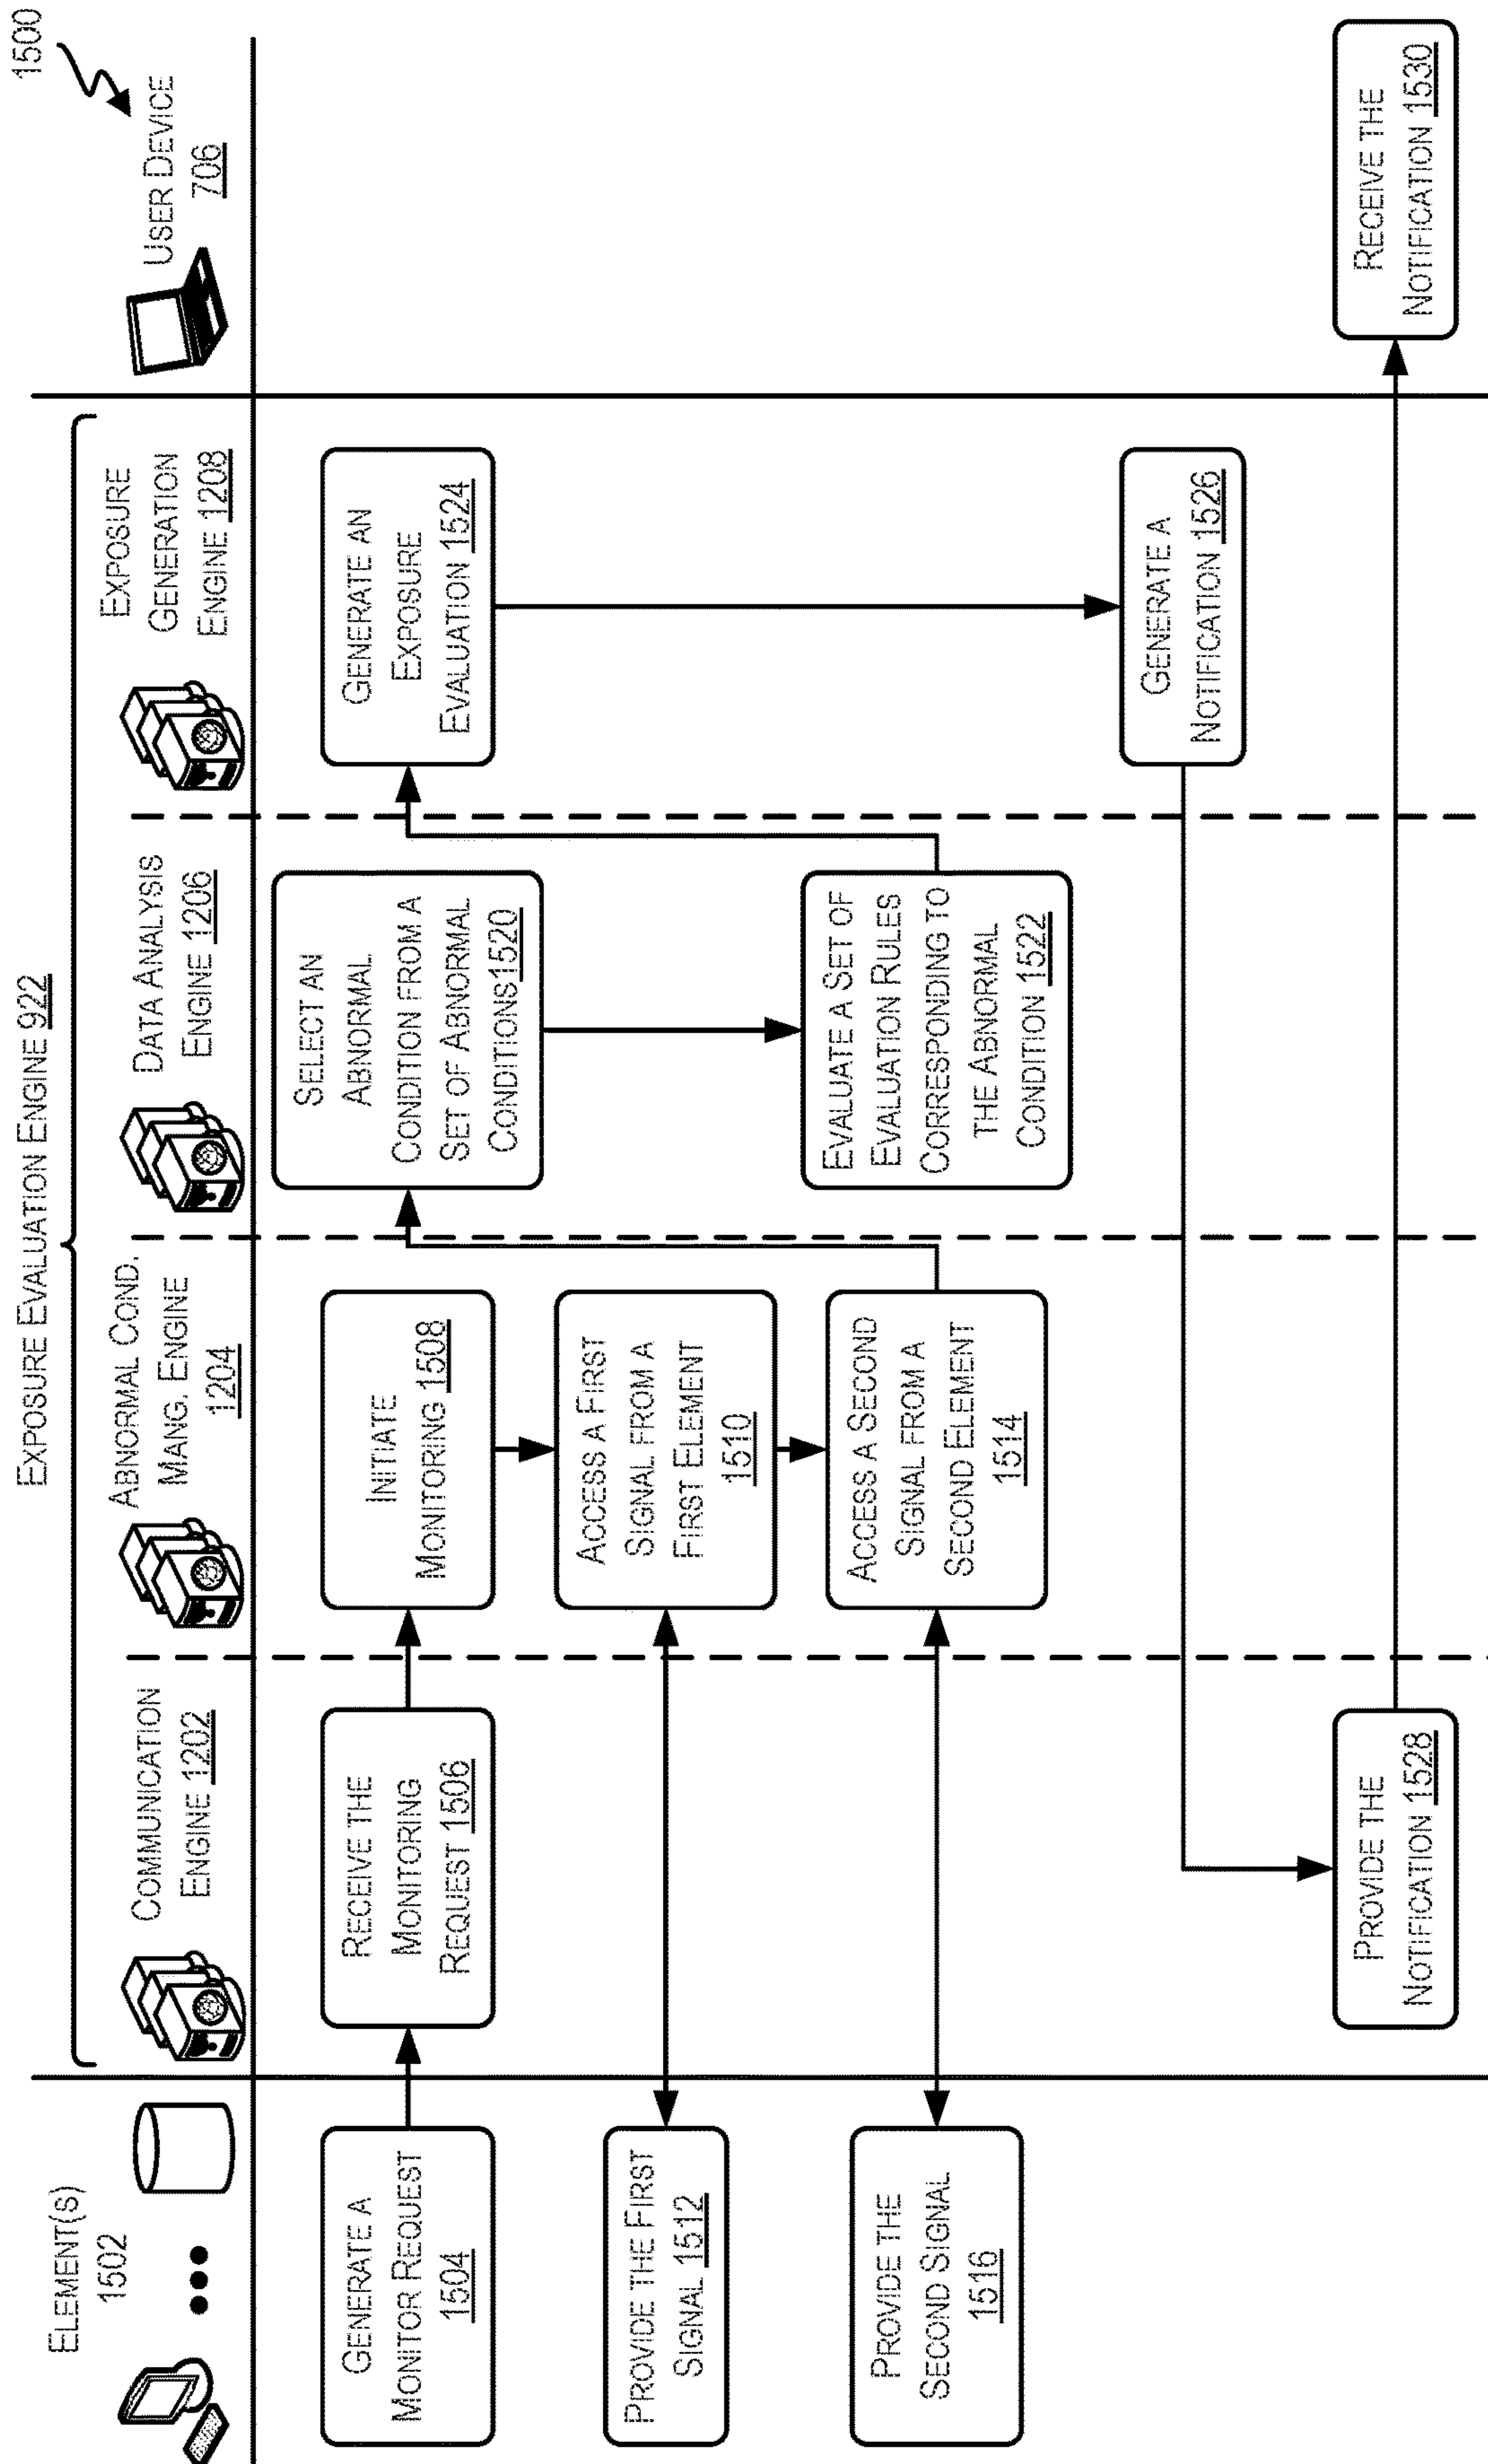 1500
EXPOSURE EVALUATION ENGINE 922
ELEMENT(S)
1502
COMMUNICATION
ENGINE 1202
ABNORMAL COND.
MANG. ENGINE
1204
DATA ANALYSIS
ENGINE 1206
EXPOSURE
GENERATION
ENGINE 1208
USER DEVICE
706
GENERATE A
MONITOR REQUEST
1504
RECEIVE THE
MONITORING
REQUEST 1506
INITIATE
MONITORING 1508
SELECT AN
ABNORMAL
CONDITION FROM A
SET OF ABNORMAL
CONDITIONS1520
GENERATE AN
EXPOSURE
EVALUATION 1524
PROVIDE THE FIRST
SIGNAL 1512
ACCESS A FIRST
SIGNAL FROM A
FIRST ELEMENT
1510
PROVIDE THE
SECOND SIGNAL
1516
ACCESS A SECOND
SIGNAL FROM A
SECOND ELEMENT
1514
EVALUATE A SET OF
EVALUATION RULES
CORRESPONDING TO
THE ABNORMAL
CONDITION 1522
GENERATE A
NOTIFICATION 1526
PROVIDE THE
NOTIFICATION 1528
RECEIVE THE
NOTIFICATION 1530